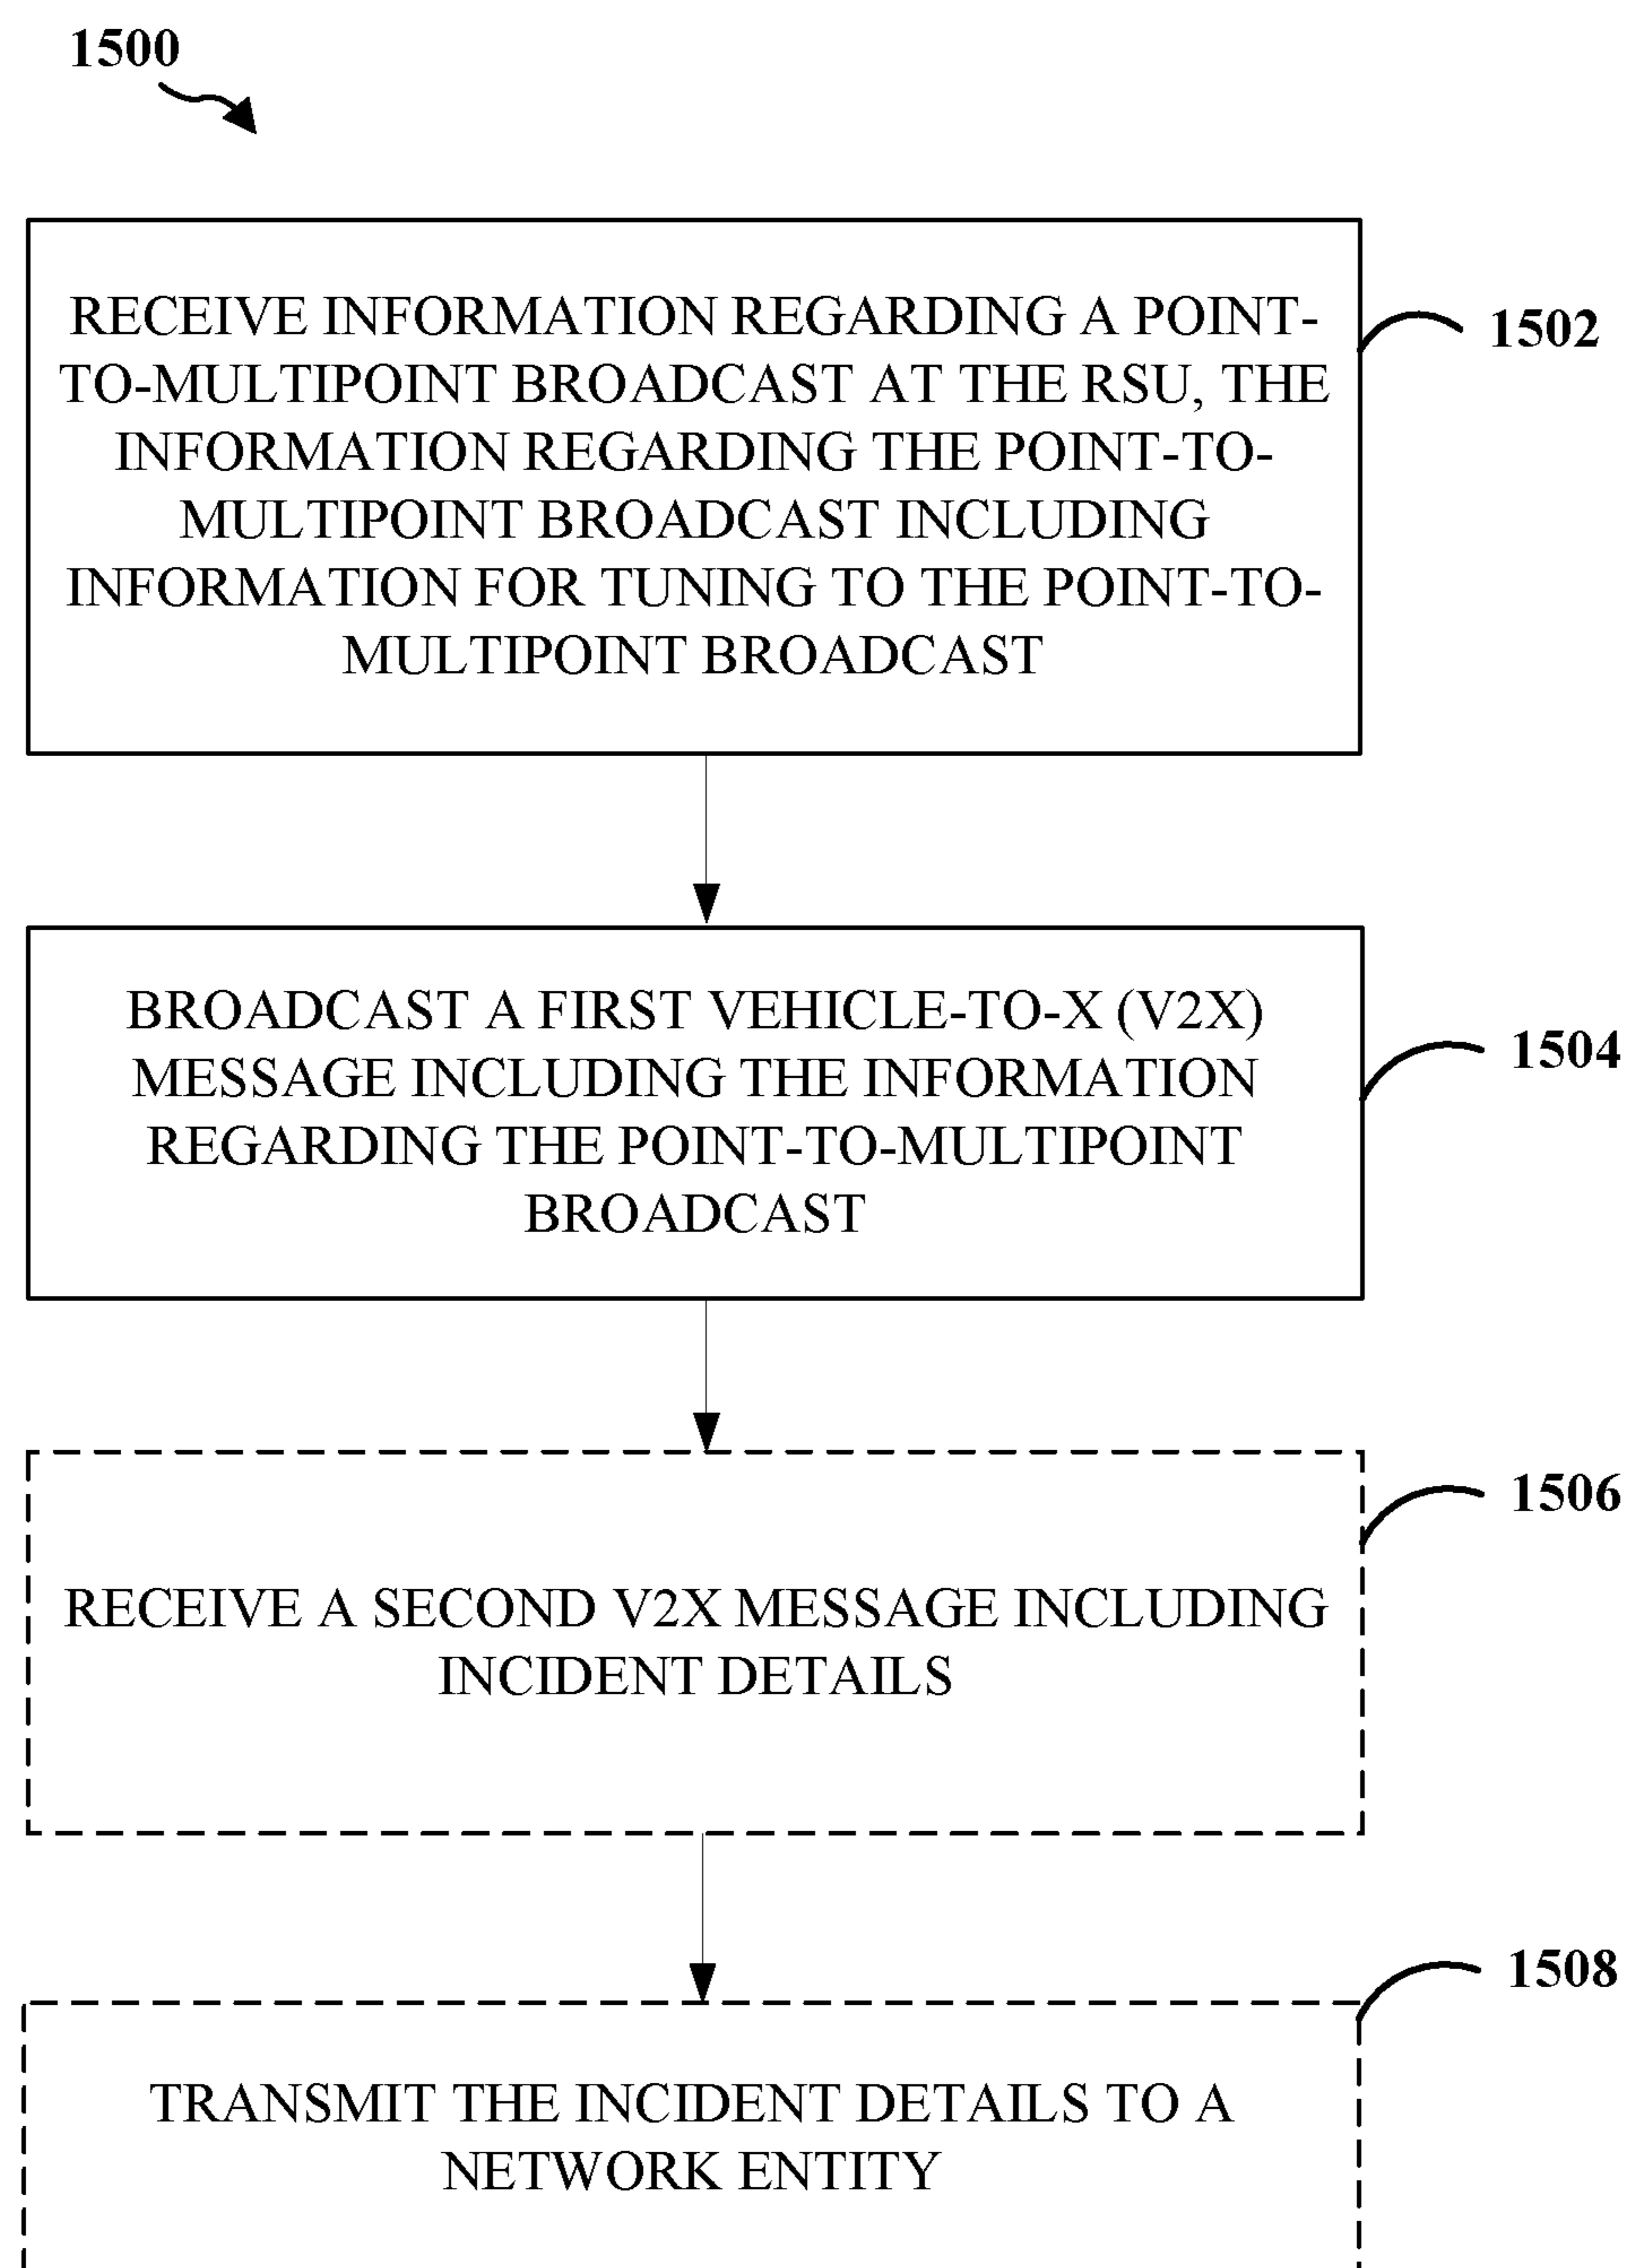 1500
RECEIVE INFORMATION REGARDING A POINT-
TO-MULTIPOINT BROADCAST AT THE RSU, THE
INFORMATION REGARDING THE POINT-TO-
MULTIPOINT BROADCAST INCLUDING
INFORMATION FOR TUNING TO THE POINT-TO-
MULTIPOINT BROADCAST
1502
BROADCAST A FIRST VEHICLE-TO-X (V2X)
MESSAGE INCLUDING THE INFORMATION
REGARDING THE POINT-TO-MULTIPOINT
BROADCAST
1504
RECEIVE A SECOND V2X MESSAGE INCLUDING
INCIDENT DETAILS
1506
TRANSMIT THE INCIDENT DETAILS TO A
NETWORK ENTITY
1508